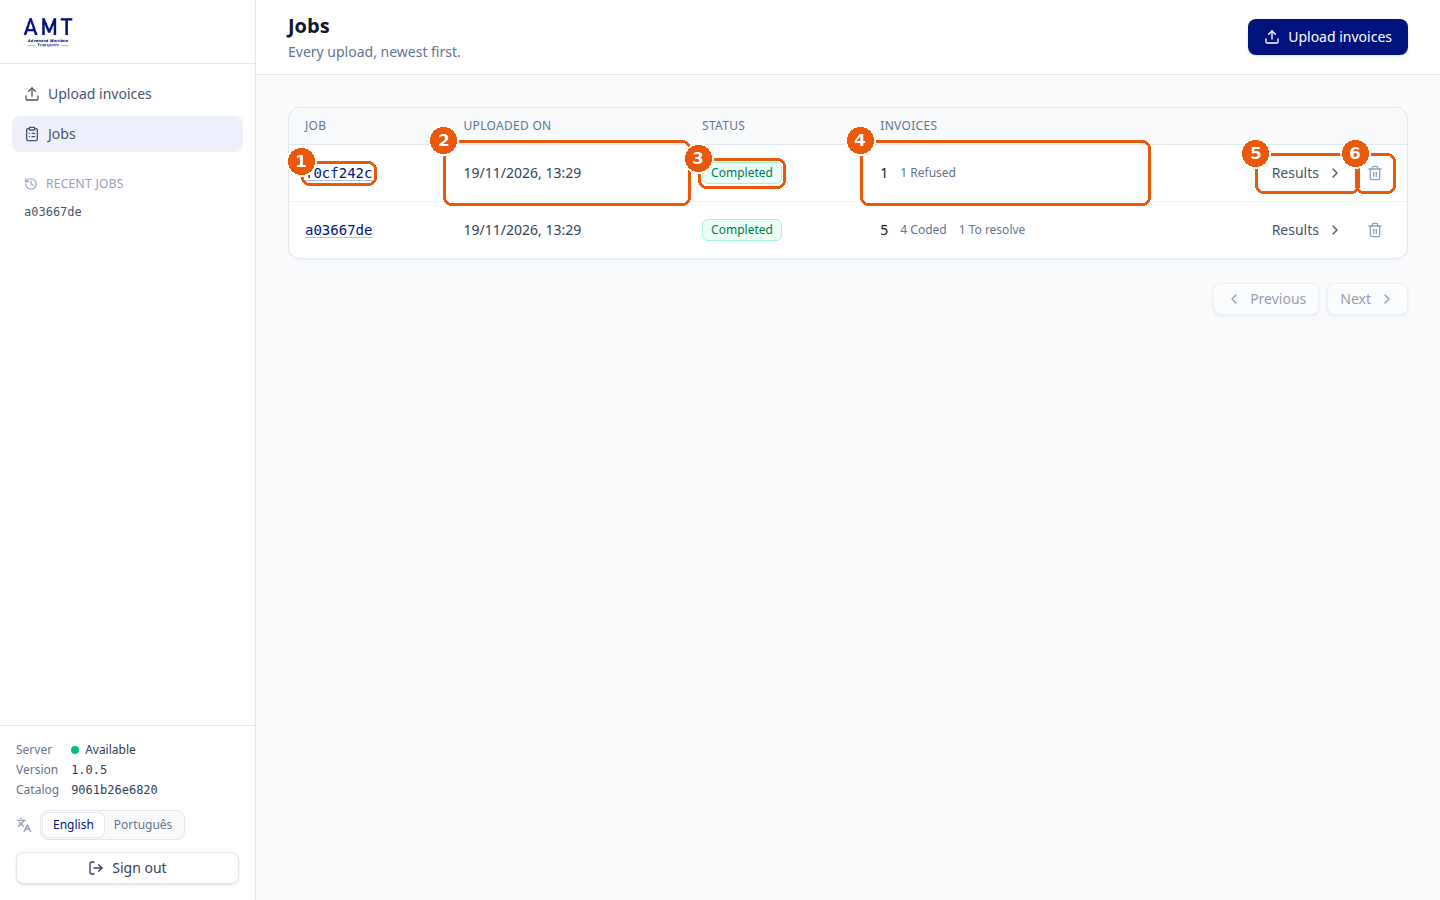 AMT
Advanced Maritime
Transports
Upload invoices
Jobs
RECENT JOBS
a03667de
Server Available
Version 1.0.5
Catalog 9061b26e6820
English Português
Sign out
Jobs
Every upload, newest first.
Upload invoices
JOB UPLOADED ON STATUS INVOICES
1 2 3 4 5 6
0cf242c 19/11/2026, 13:29 Completed 1 1 Refused Results
a03667de 19/11/2026, 13:29 Completed 5 4 Coded 1 To resolve Results
Previous Next